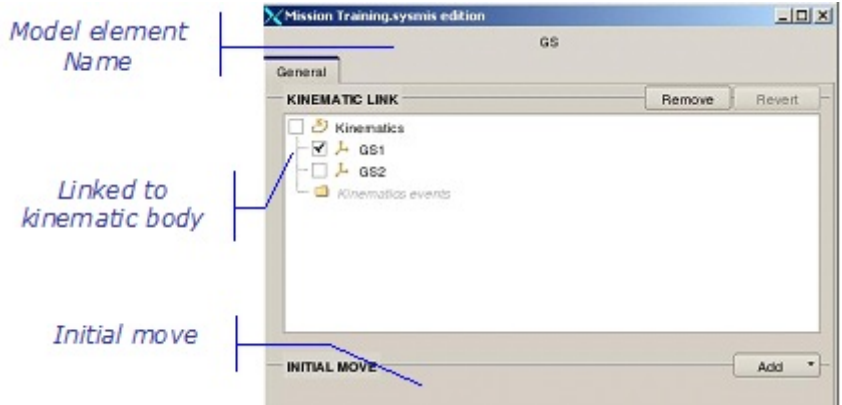 Mission Training.sysmis edition
Model element
Name
GS
General
KINEMATIC LINK
Remove
Revert
Kinematics
GS1
GS2
Kinematics events
Linked to
kinematic body
Initial move
INITIAL MOVE
Add